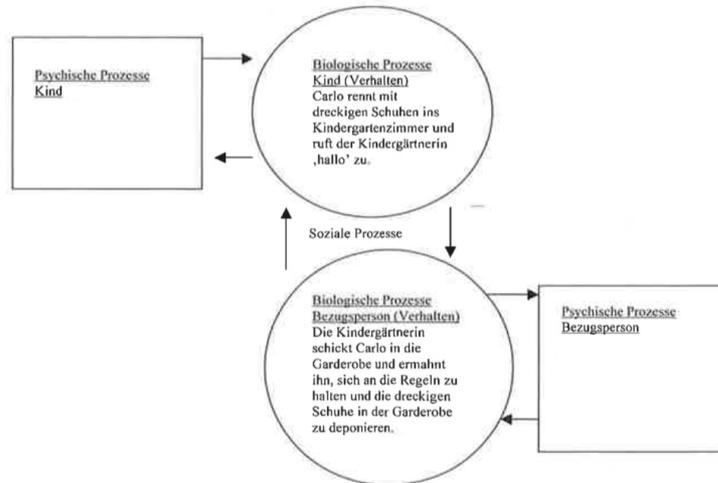 Psychische Prozesse
Kind
Biologische Prozesse
Kind (Verhalten)
Carlo rennt mit
dreckigen Schuhen ins
Kindergartenzimmer und
ruft der Kindergärtnerin
‚hallo’ zu.
Soziale Prozesse
Biologische Prozesse
Bezugsperson (Verhalten)
Die Kindergärtnerin
schickt Carlo in die
Garderobe und ermahnt
ihn, sich an die Regeln zu
halten und die dreckigen
Schuhe in der Garderobe
zu deponieren.
Psychische Prozesse
Bezugsperson